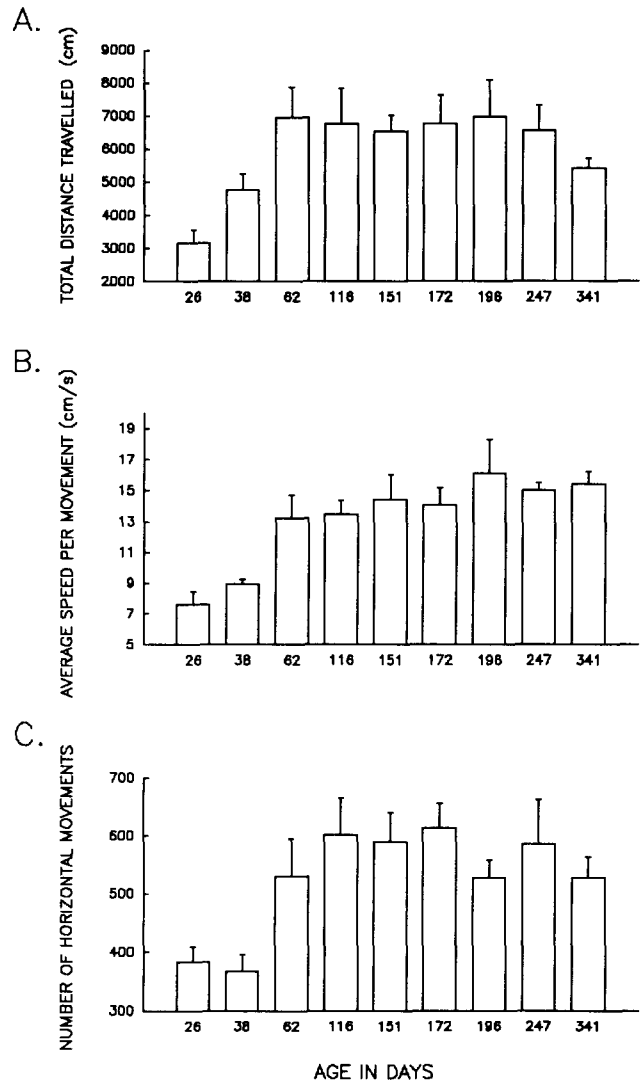 A.
TOTAL DISTANCE TRAVELLED (cm)
9000
8000
7000
6000
5000
4000
3000
2000
26 38 62 116 151 172 196 247 341
B.
AVERAGE SPEED PER MOVEMENT (cm/s)
19
17
15
13
11
9
7
5
26 38 62 116 151 172 196 247 341
C.
NUMBER OF HORIZONTAL MOVEMENTS
700
600
500
400
300
26 38 62 116 151 172 196 247 341
AGE IN DAYS